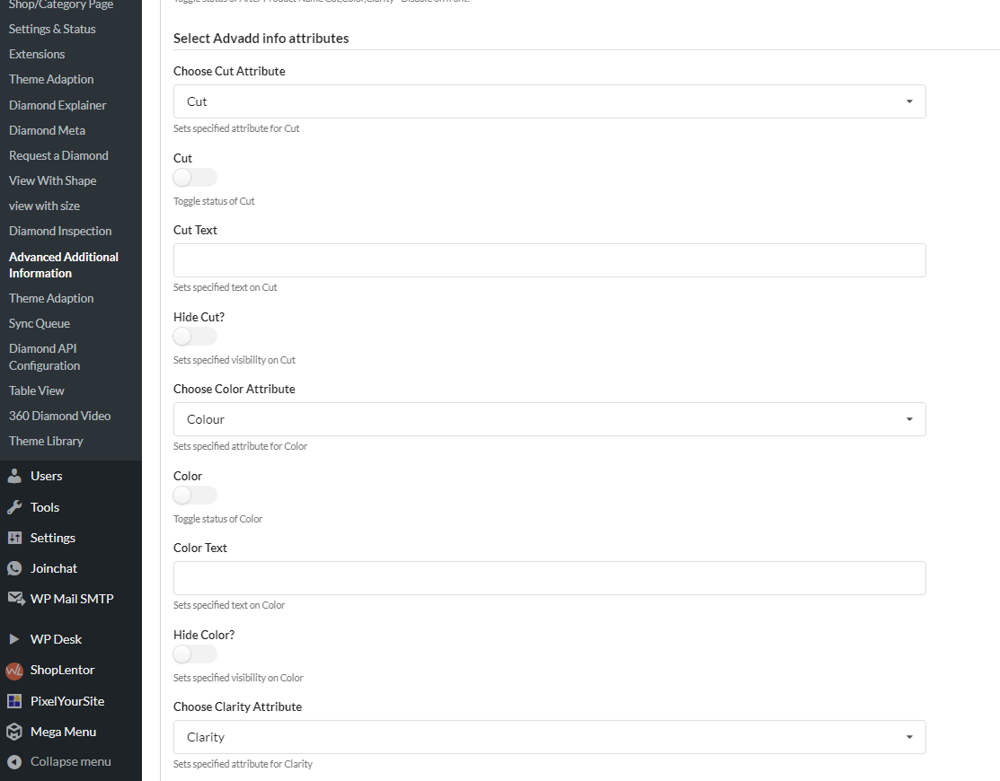 Shop/Category Page
Settings & Status
Extensions
Theme Adaption
Diamond Explainer
Diamond Meta
Request a Diamond
View With Shape
view with size
Diamond Inspection
Advanced Additional
Information
Theme Adaption
Sync Queue
Diamond API
Configuration
Table View
360 Diamond Video
Theme Library
Users
Tools
Settings
Joinchat
WP Mail SMTP
WP Desk
WL
ShopLentor
PixelYourSite
Mega Menu
Collapse menu
Toggle status of After Product Name Cut,Color,Clarity
Select Advadd info attributes
Choose Cut Attribute
Cut
Sets specified attribute for Cut
Cut
Toggle status of Cut
Cut Text
Sets specified text on Cut
Hide Cut?
Sets specified visibility on Cut
Choose Color Attribute
Colour
Sets specified attribute for Color
Color
Toggle status of Color
Color Text
Sets specified text on Color
Hide Color?
Sets specified visibility on Color
Choose Clarity Attribute
Clarity
Sets specified attribute for Clarity